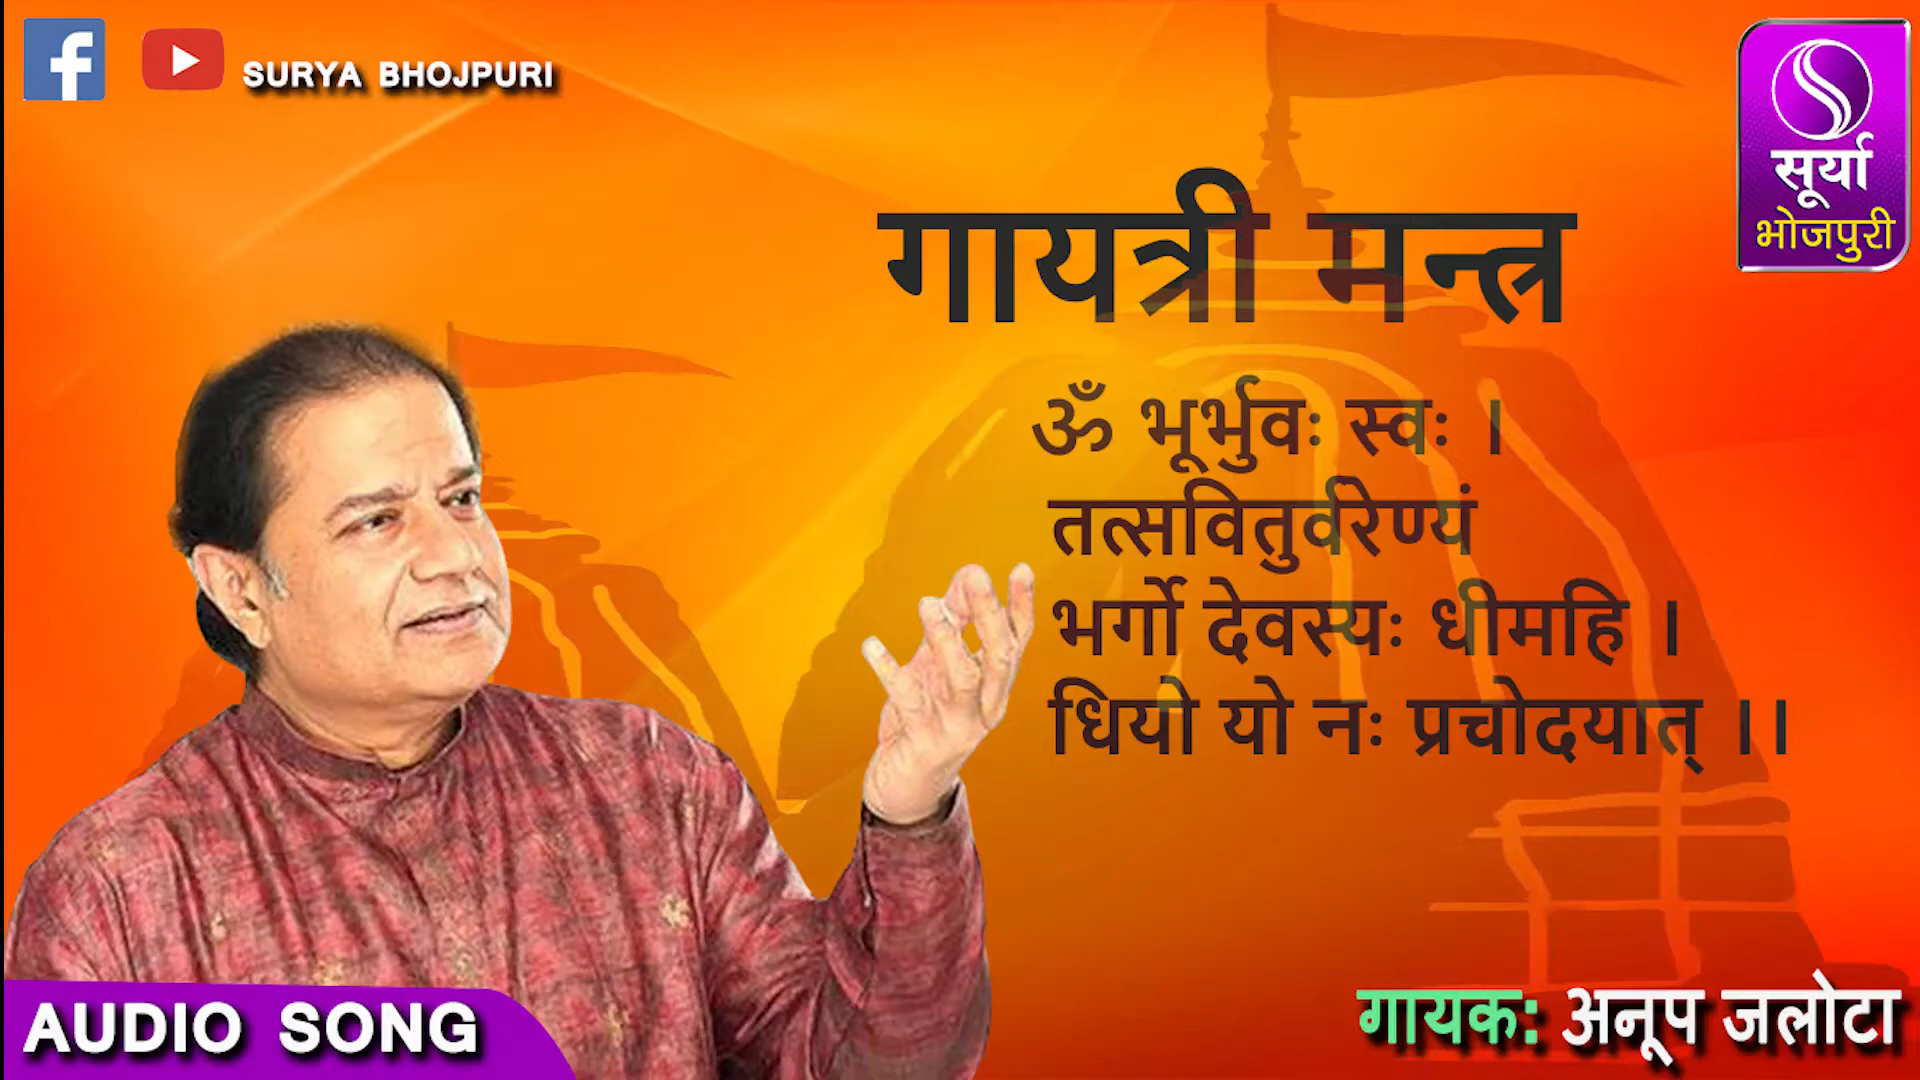 SURYA BHOJPURI
सूर्या
भोजपुरी
गायत्री मन्त्र
ॐ भूर्भुवः स्वः ।
तत्सवितुर्वरेण्यं
भर्गो देवस्यः धीमहि ।
धियो यो नः प्रचोदयात् ।।
AUDIO SONG
गायक: अनूप जलोटा